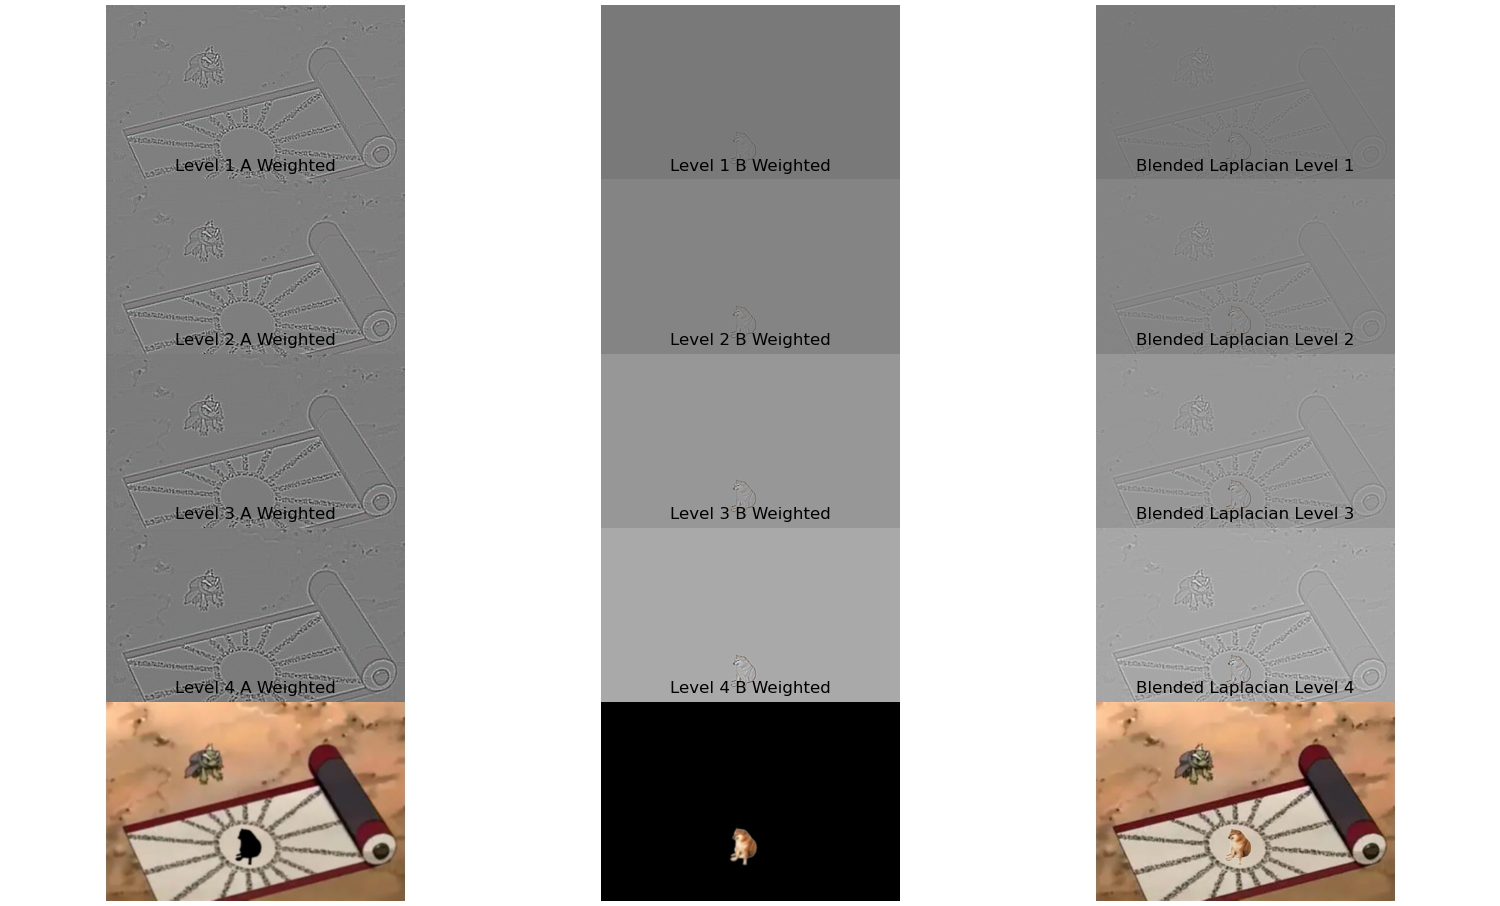 Level 1 A Weighted
Level 1 B Weighted
Blended Laplacian Level 1
Level 2 A Weighted
Level 2 B Weighted
Blended Laplacian Level 2
Level 3 A Weighted
Level 3 B Weighted
Blended Laplacian Level 3
Level 4 A Weighted
Level 4 B Weighted
Blended Laplacian Level 4